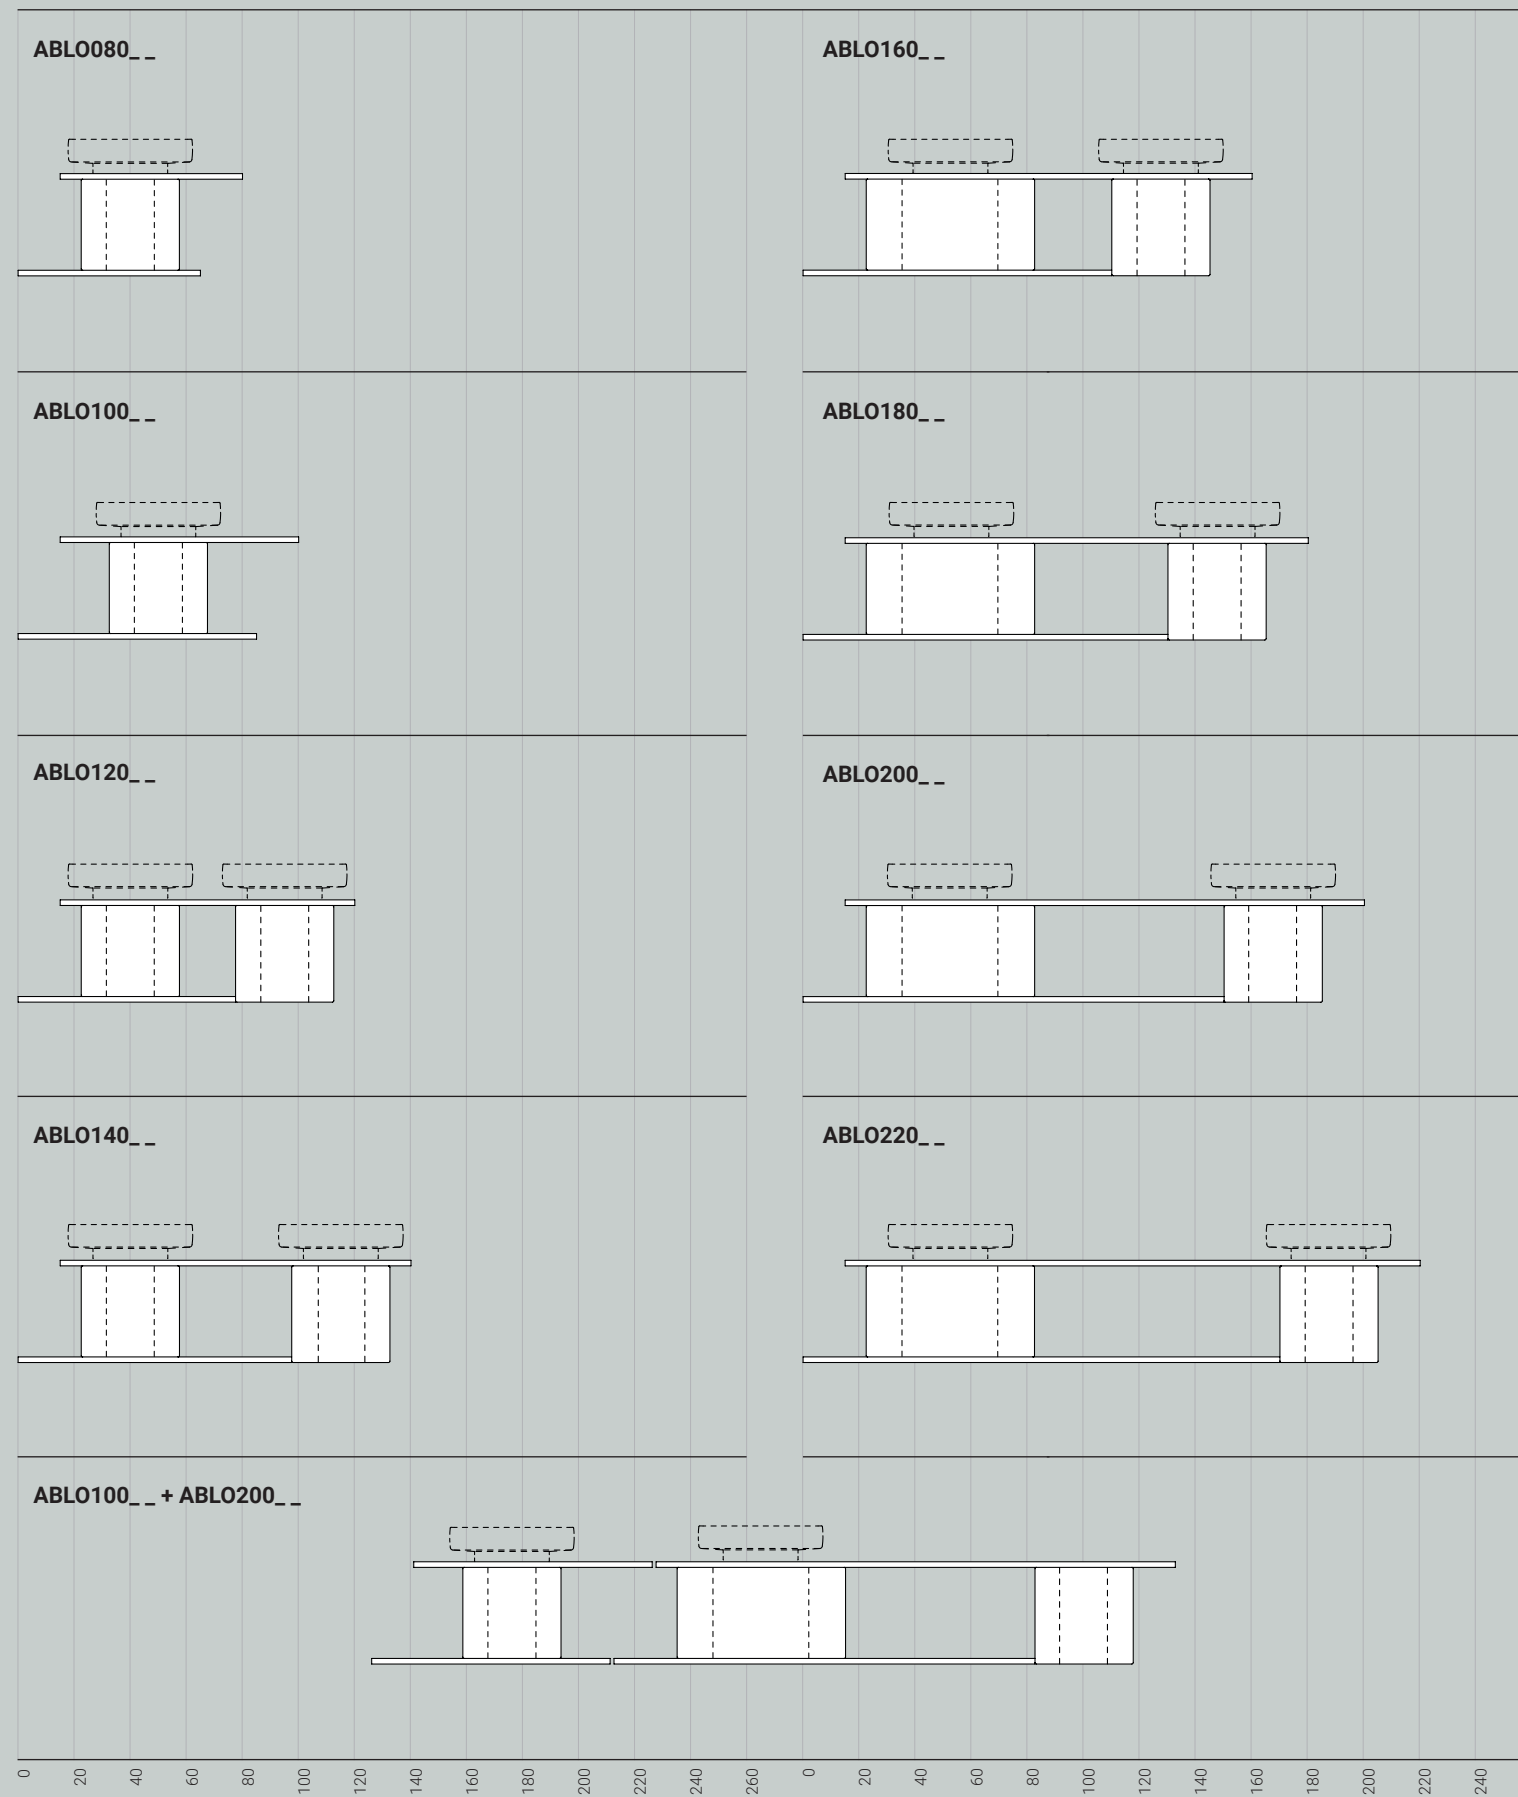 ABLO080_ _
ABLO160_ _
ABLO100_ _
ABLO180_ _
ABLO120_ _
ABLO200_ _
ABLO140_ _
ABLO220_ _
ABLO100_ _ + ABLO200_ _
0 20 40 60 80 100 120 140 160 180 200 220 240 260 0 20 40 60 80 100 120 140 160 180 200 220 240